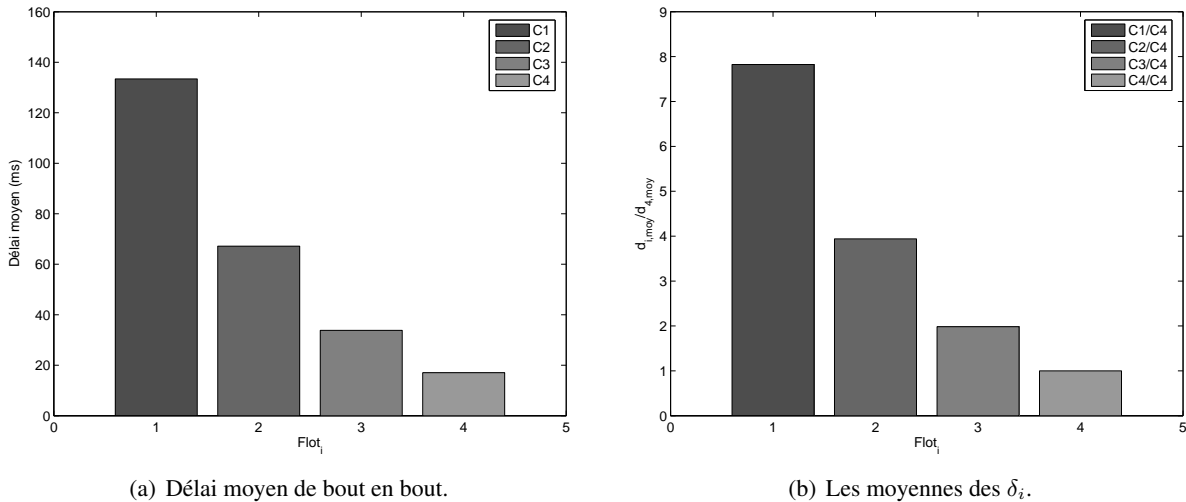 160
140
120
100
80
60
40
20
0
Délai moyen (ms)
C1
C2
C3
C4
0 1 2 3 4 5
Flot_i
(a) Délai moyen de bout en bout.
9
8
7
6
5
4
3
2
1
0
d_i,moy/d_4,moy
C1/C4
C2/C4
C3/C4
C4/C4
0 1 2 3 4 5
Flot_i
(b) Les moyennes des δ_i.